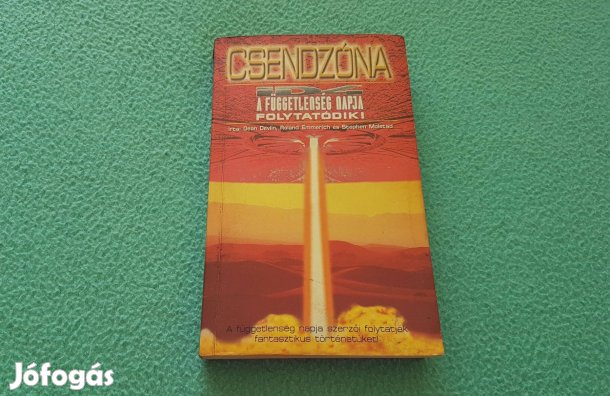 CSENDZÓNA
ID4
A FÜGGETLENSÉG NAPJA
FOLYTATÓDIK!
Írta: Dean Devlin, Roland Emmerich és Stephen Molstad
A függetlenség napja szerzői folytatják
fantasztikus történetüket!
Jófogás